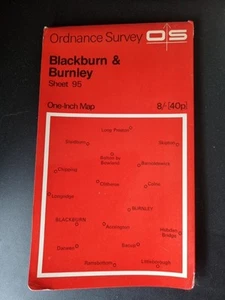 Ordnance Survey OS
Blackburn &
Burnley
Sheet 95
One-Inch Map 8/- [40p]
Long Preston
Slaidburn
Skipton
Bolton by
Bowland
Barnoldswick
Chipping
Clitheroe
Colne
Longridge
BURNLEY
BLACKBURN
Accrington
Hebden
Bridge
Darwen
Bacup
Ramsbottom
Littleborough